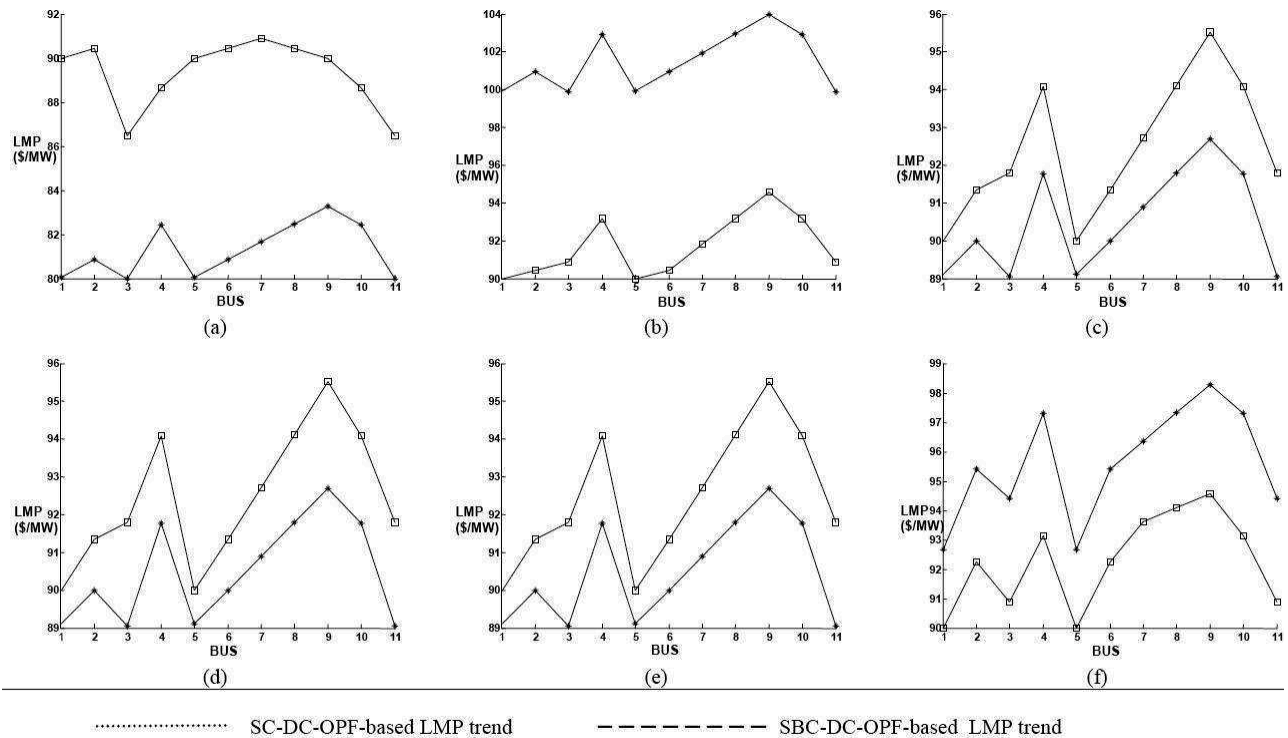 92
90
88
86
84
82
80
LMP
($/MW)
1 2 3 4 5 6 7 8 9 10 11
BUS
(a)
104
102
100
98
96
94
92
90
LMP
($/MW)
1 2 3 4 5 6 7 8 9 10 11
BUS
(b)
96
95
94
93
92
91
90
89
LMP
($/MW)
1 2 3 4 5 6 7 8 9 10 11
BUS
(c)
96
95
94
93
92
91
90
89
LMP
($/MW)
1 2 3 4 5 6 7 8 9 10 11
BUS
(d)
96
95
94
93
92
91
90
89
LMP
($/MW)
1 2 3 4 5 6 7 8 9 10 11
BUS
(e)
99
98
97
96
95
94
93
92
91
90
LMP
($/MW)
1 2 3 4 5 6 7 8 9 10 11
BUS
(f)
SC-DC-OPF-based LMP trend
SBC-DC-OPF-based LMP trend